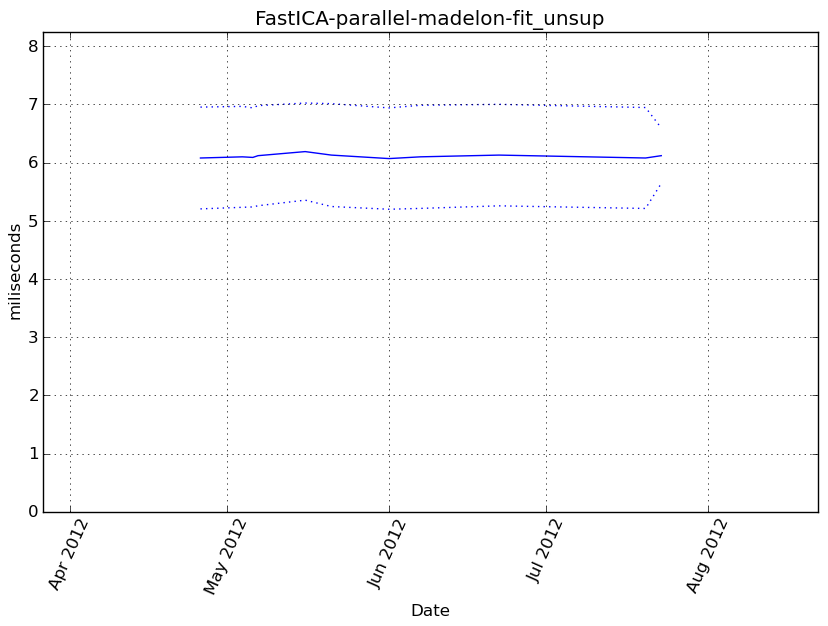 FastICA-parallel-madelon-fit_unsup
8
7
6
5
4
3
2
1
0
miliseconds
Apr 2012
May 2012
Jun 2012
Jul 2012
Aug 2012
Date